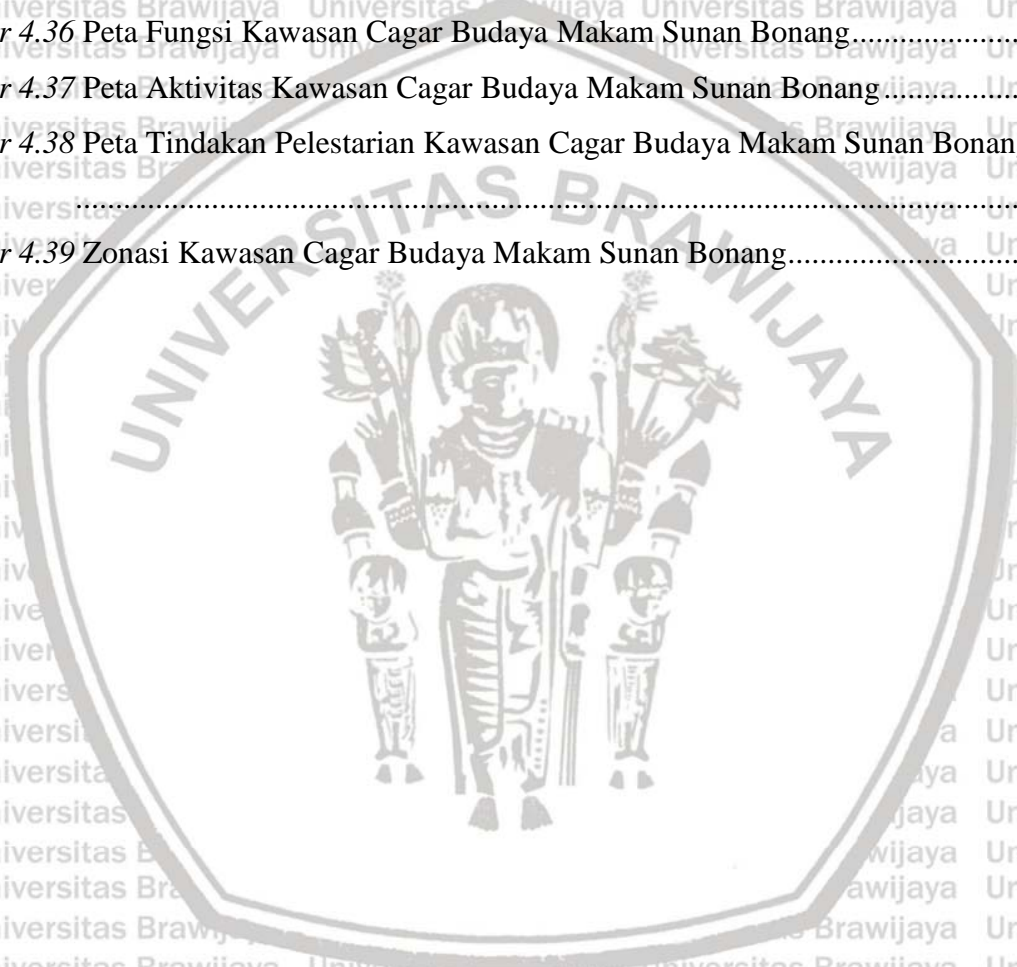 r 4.36 Peta Fungsi Kawasan Cagar Budaya Makam Sunan Bonang....................
r 4.37 Peta Aktivitas Kawasan Cagar Budaya Makam Sunan Bonang.................
r 4.38 Peta Tindakan Pelestarian Kawasan Cagar Budaya Makam Sunan Bonan
....................................................................................................................
r 4.39 Zonasi Kawasan Cagar Budaya Makam Sunan Bonang.............................
UNIVERSITAS BRAWIJAYA